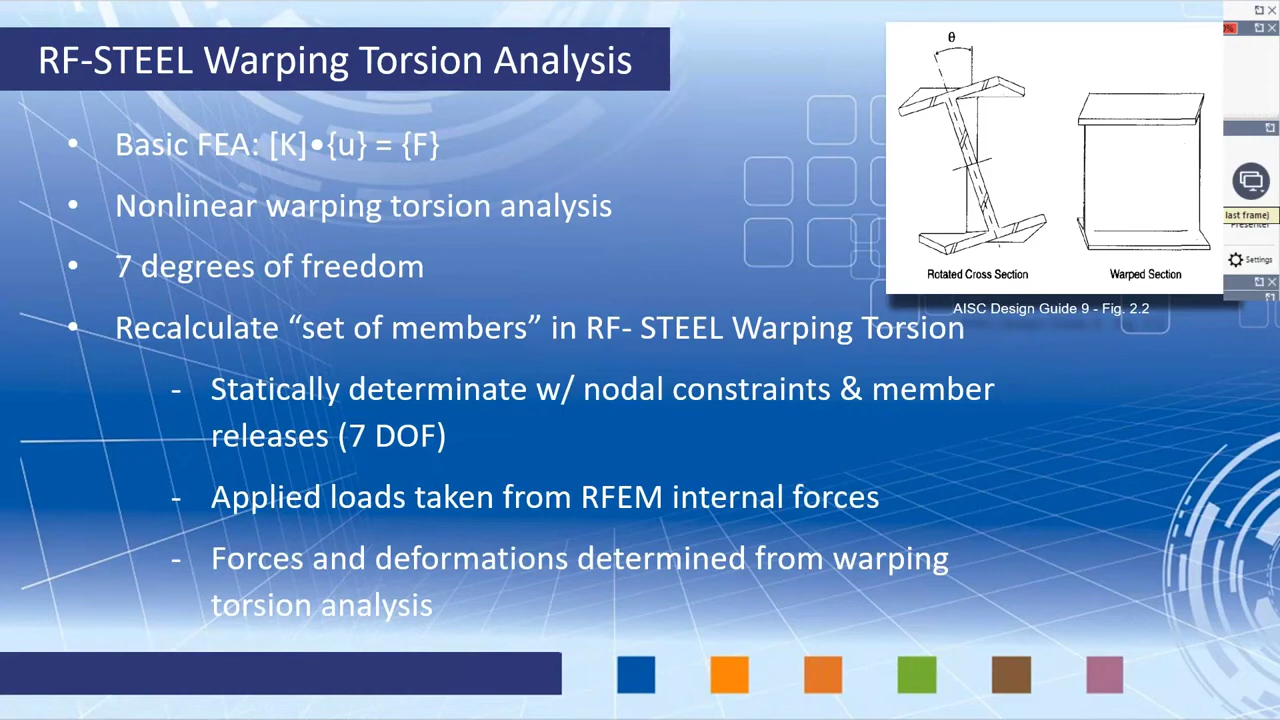 RF-STEEL Warping Torsion Analysis
• Basic FEA: [K]•{u} = {F}
• Nonlinear warping torsion analysis
• 7 degrees of freedom
• Recalculate “set of members” in RF- STEEL Warping Torsion
- Statically determinate w/ nodal constraints & member
releases (7 DOF)
- Applied loads taken from RFEM internal forces
- Forces and deformations determined from warping
torsion analysis
θ
Rotated Cross Section
Warped Section
AISC Design Guide 9 - Fig. 2.2
last frame)
Presenter
Settings